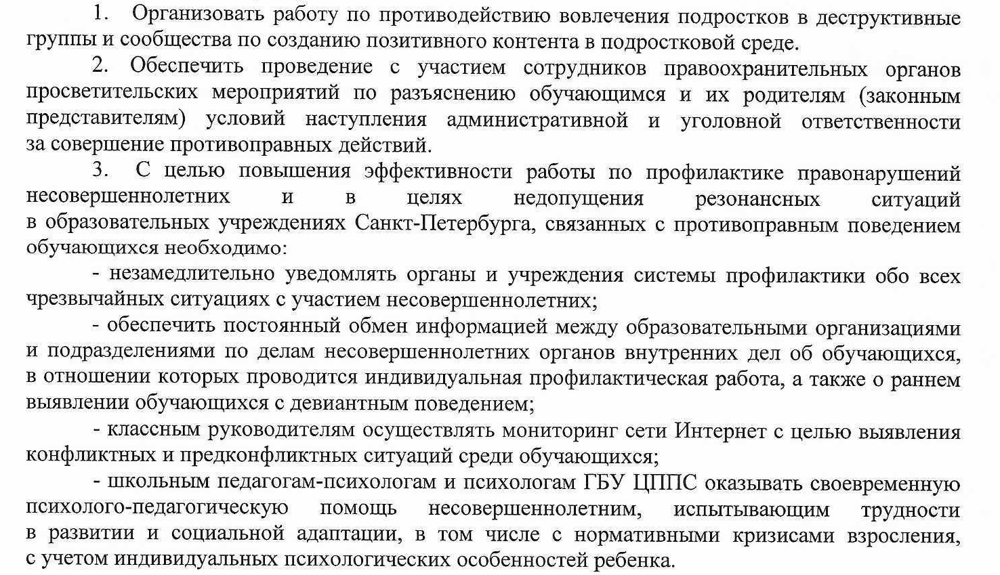 1. Организовать работу по противодействию вовлечения подростков в деструктивные
группы и сообщества по созданию позитивного контента в подростковой среде.
2. Обеспечить проведение с участием сотрудников правоохранительных органов
просветительских мероприятий по разъяснению обучающимся и их родителям (законным
представителям) условий наступления административной и уголовной ответственности
за совершение противоправных действий.
3. С целью повышения эффективности работы по профилактике правонарушений
несовершеннолетних и в целях недопущения резонансных ситуаций
в образовательных учреждениях Санкт-Петербурга, связанных с противоправным поведением
обучающихся необходимо:
- незамедлительно уведомлять органы и учреждения системы профилактики обо всех
чрезвычайных ситуациях с участием несовершеннолетних;
- обеспечить постоянный обмен информацией между образовательными организациями
и подразделениями по делам несовершеннолетних органов внутренних дел об обучающихся,
в отношении которых проводится индивидуальная профилактическая работа, а также о раннем
выявлении обучающихся с девиантным поведением;
- классным руководителям осуществлять мониторинг сети Интернет с целью выявления
конфликтных и предконфликтных ситуаций среди обучающихся;
- школьным педагогам-психологам и психологам ГБУ ЦППС оказывать своевременную
психолого-педагогическую помощь несовершеннолетним, испытывающим трудности
в развитии и социальной адаптации, в том числе с нормативными кризисами взросления,
с учетом индивидуальных психологических особенностей ребенка.